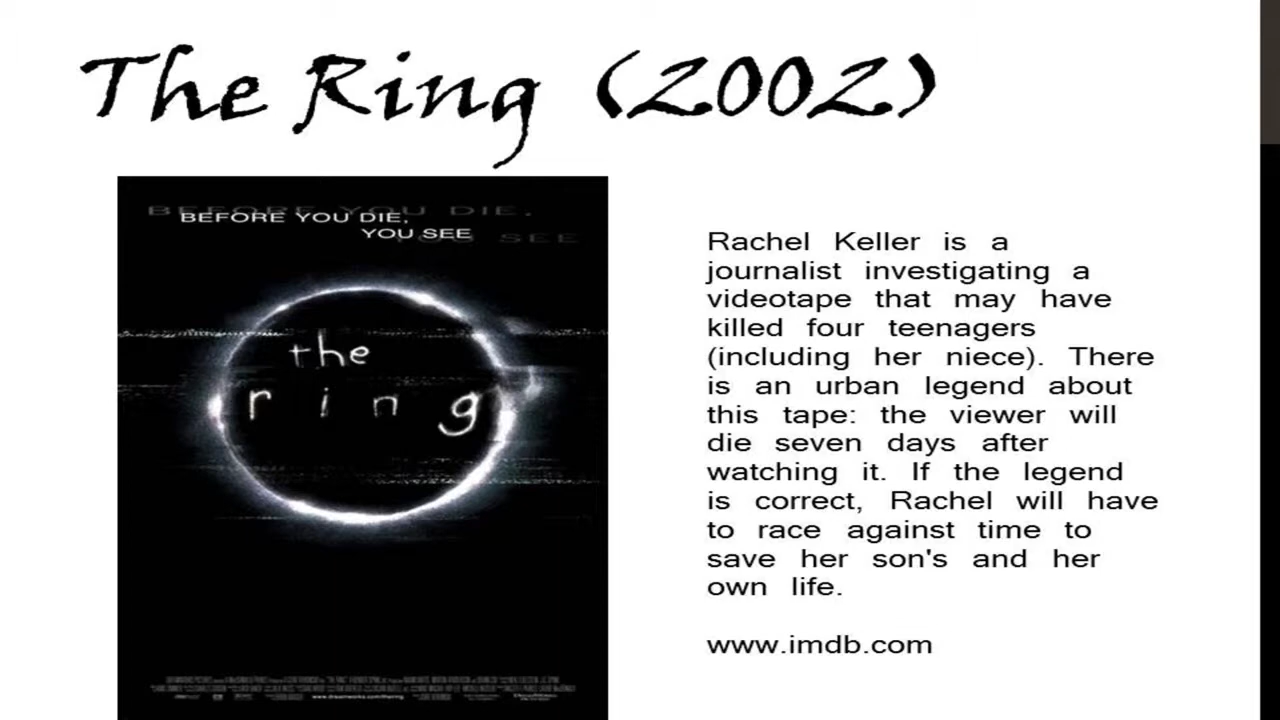 The Ring (2002)
BEFORE YOU DIE,
YOU SEE
the
ring
Rachel Keller is a
journalist investigating a
videotape that may have
killed four teenagers
(including her niece). There
is an urban legend about
this tape: the viewer will
die seven days after
watching it. If the legend
is correct, Rachel will have
to race against time to
save her son's and her
own life.
www.imdb.com